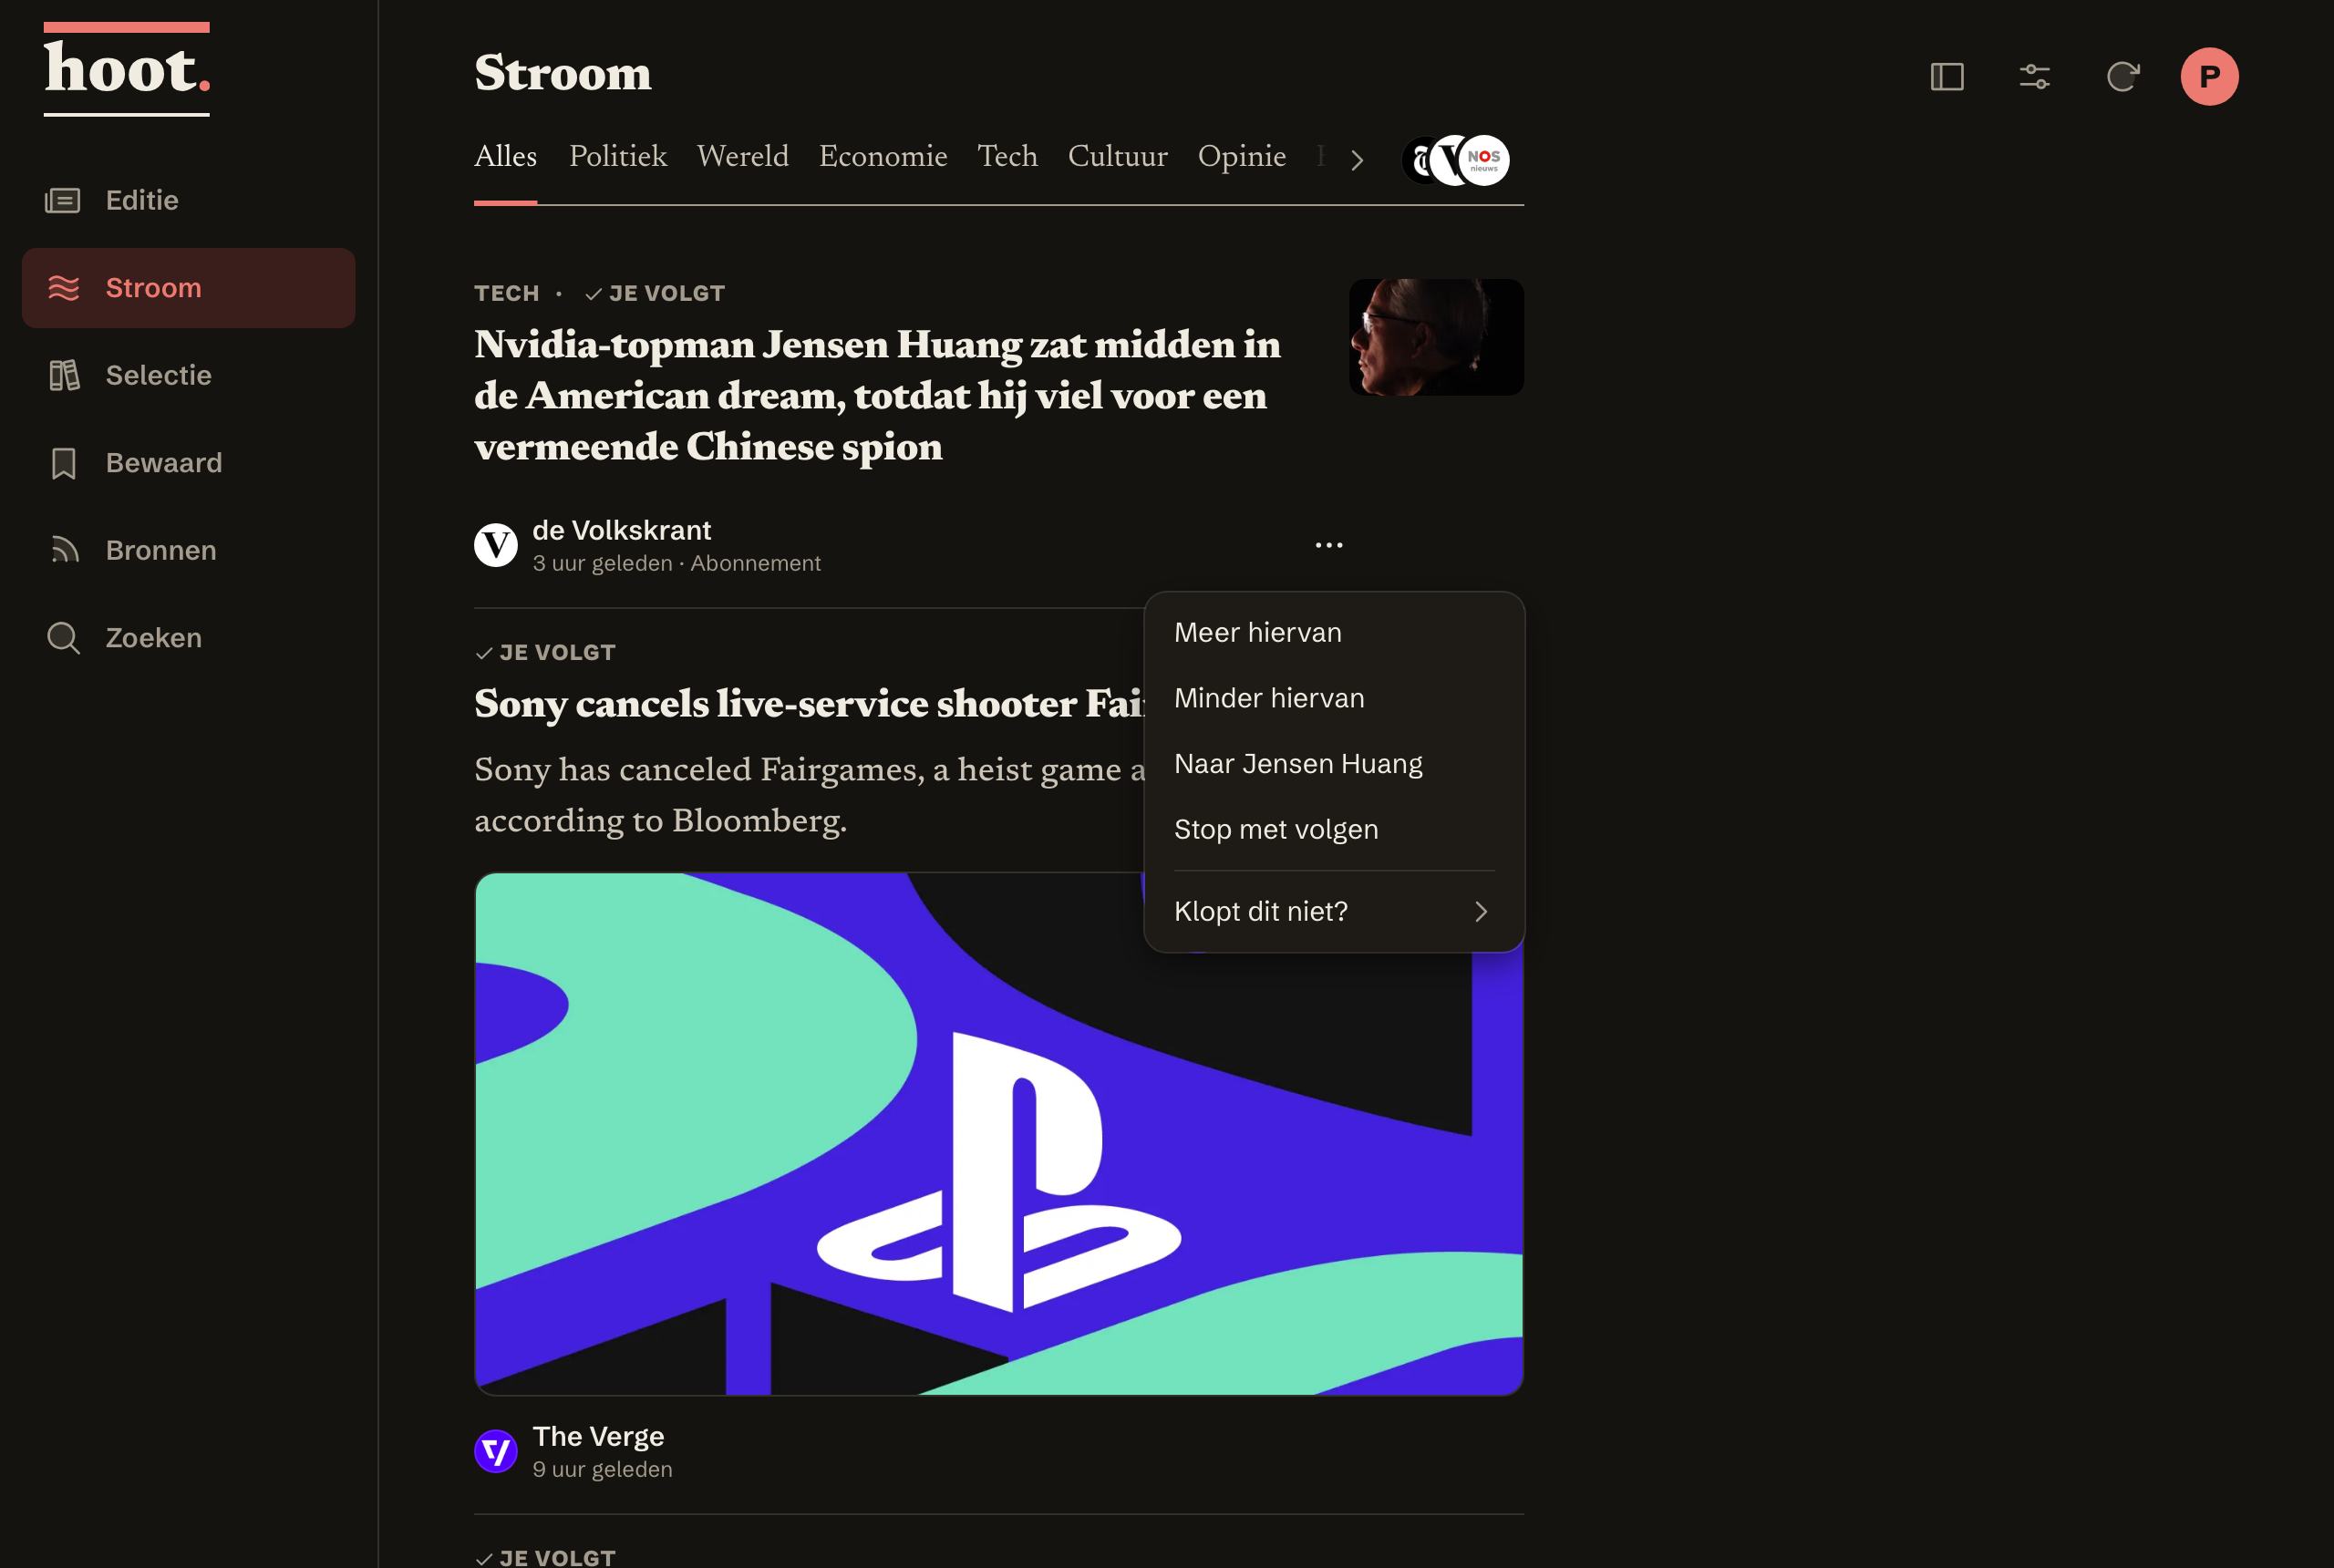 hoot.
Stroom
P
Alles Politiek Wereld Economie Tech Cultuur Opinie
V NOS
nieuws
Editie
Stroom
Selectie
Bewaard
Bronnen
Zoeken
TECH · JE VOLGT
Nvidia-topman Jensen Huang zat midden in
de American dream, totdat hij viel voor een
vermeende Chinese spion
V
de Volkskrant
3 uur geleden · Abonnement
Meer hiervan
Minder hiervan
Naar Jensen Huang
Stop met volgen
Klopt dit niet?
JE VOLGT
Sony cancels live-service shooter
Sony has canceled Fairgames, a heist game
according to Bloomberg.
The Verge
9 uur geleden
JE VOLGT